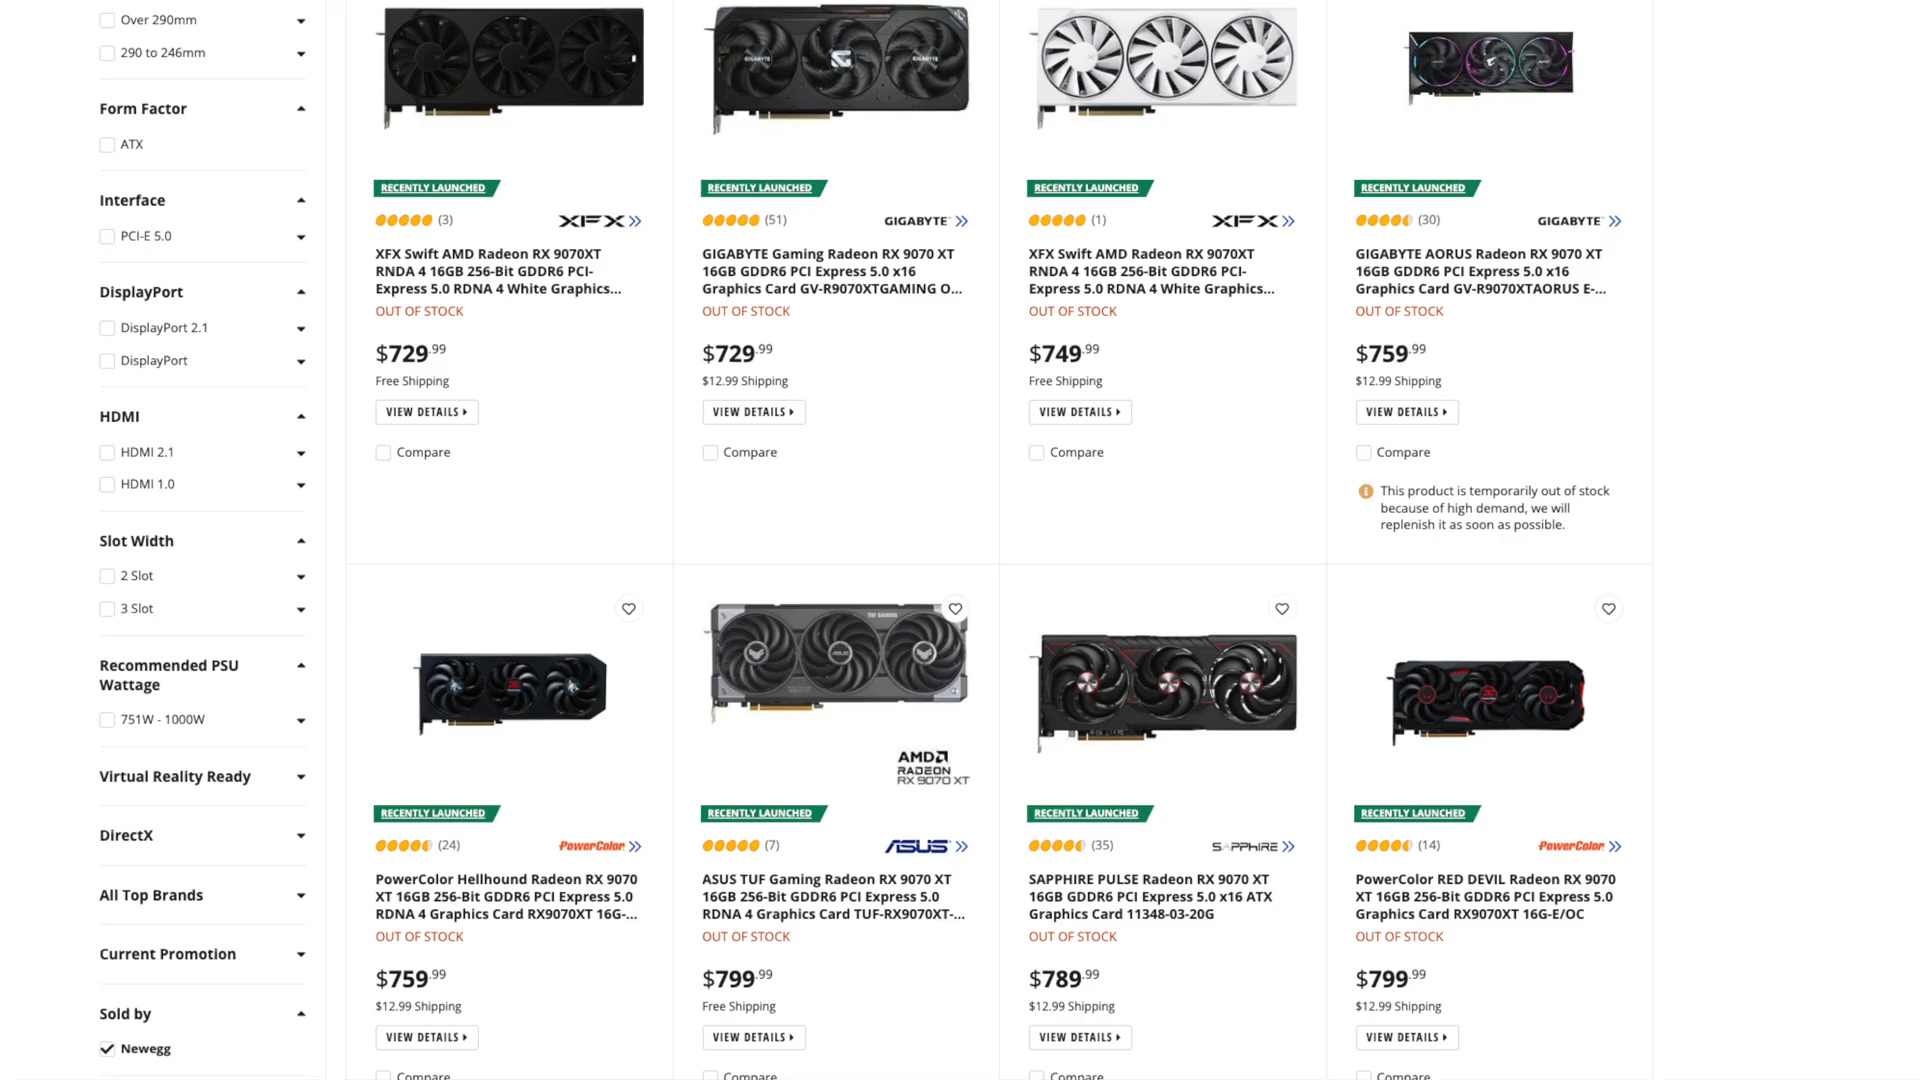 Over 290mm
290 to 246mm
Form Factor
ATX
Interface
PCI-E 5.0
DisplayPort
DisplayPort 2.1
DisplayPort
HDMI
HDMI 2.1
HDMI 1.0
Slot Width
2 Slot
3 Slot
Recommended PSU
Wattage
751W - 1000W
Virtual Reality Ready
DirectX
All Top Brands
Current Promotion
Sold by
Newegg
RECENTLY LAUNCHED
(3)
XFX
XFX Swift AMD Radeon RX 9070XT
RNDA 4 16GB 256-Bit GDDR6 PCI-
Express 5.0 RDNA 4 White Graphics...
OUT OF STOCK
$729.99
Free Shipping
VIEW DETAILS
Compare
GIGABYTE
GIGABYTE
RECENTLY LAUNCHED
(51)
GIGABYTE
GIGABYTE Gaming Radeon RX 9070 XT
16GB GDDR6 PCI Express 5.0 x16
Graphics Card GV-R9070XTGAMING O...
OUT OF STOCK
$729.99
$12.99 Shipping
VIEW DETAILS
Compare
RECENTLY LAUNCHED
(1)
XFX
XFX Swift AMD Radeon RX 9070XT
RNDA 4 16GB 256-Bit GDDR6 PCI-
Express 5.0 RDNA 4 White Graphics...
OUT OF STOCK
$749.99
Free Shipping
VIEW DETAILS
Compare
RECENTLY LAUNCHED
(30)
GIGABYTE
GIGABYTE AORUS Radeon RX 9070 XT
16GB GDDR6 PCI Express 5.0 x16
Graphics Card GV-R9070XTAORUS E-...
OUT OF STOCK
$759.99
$12.99 Shipping
VIEW DETAILS
Compare
This product is temporarily out of stock
because of high demand, we will
replenish it as soon as possible.
RECENTLY LAUNCHED
(24)
PowerColor
PowerColor Hellhound Radeon RX 9070
XT 16GB 256-Bit GDDR6 PCI Express 5.0
RDNA 4 Graphics Card RX9070XT 16G-...
OUT OF STOCK
$759.99
$12.99 Shipping
VIEW DETAILS
Compare
TUF GAMING
AMD
RADEON
RX 9070 XT
RECENTLY LAUNCHED
(7)
ASUS
ASUS TUF Gaming Radeon RX 9070 XT
16GB 256-Bit GDDR6 PCI Express 5.0
RDNA 4 Graphics Card TUF-RX9070XT-...
OUT OF STOCK
$799.99
Free Shipping
VIEW DETAILS
Compare
RECENTLY LAUNCHED
(35)
SAPPHIRE
SAPPHIRE PULSE Radeon RX 9070 XT
16GB GDDR6 PCI Express 5.0 x16 ATX
Graphics Card 11348-03-20G
OUT OF STOCK
$789.99
$12.99 Shipping
VIEW DETAILS
Compare
RECENTLY LAUNCHED
(14)
PowerColor
PowerColor RED DEVIL Radeon RX 9070
XT 16GB 256-Bit GDDR6 PCI Express 5.0
Graphics Card RX9070XT 16G-E/OC
OUT OF STOCK
$799.99
$12.99 Shipping
VIEW DETAILS
Compare